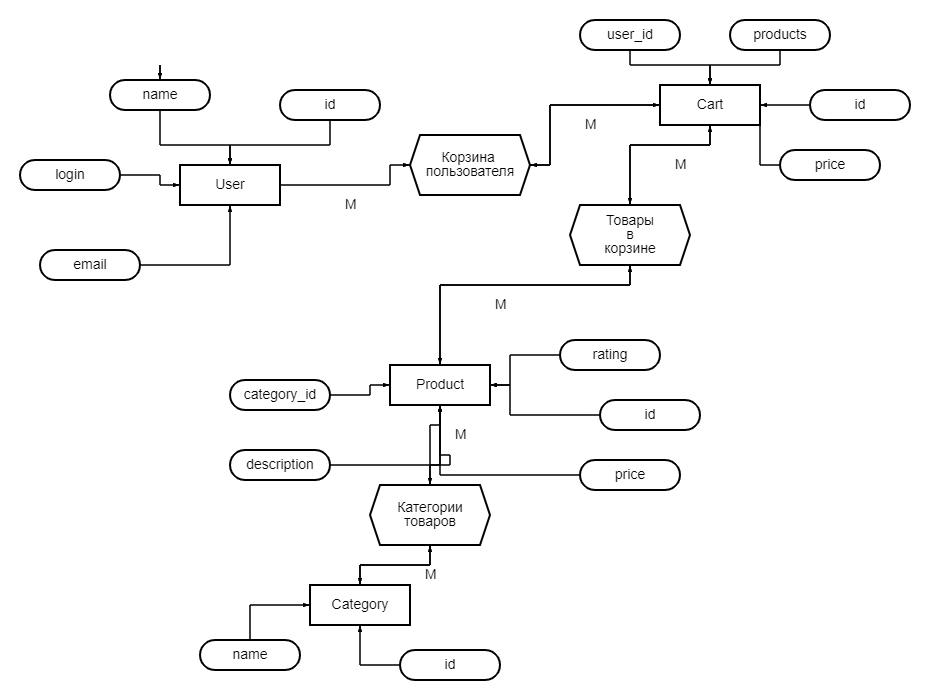 user_id
products
name
id
Cart
id
M
Корзина
пользователя
M
price
login
User
M
Товары
в
корзине
email
M
rating
Product
category_id
id
M
description
price
Категории
товаров
M
Category
name
id